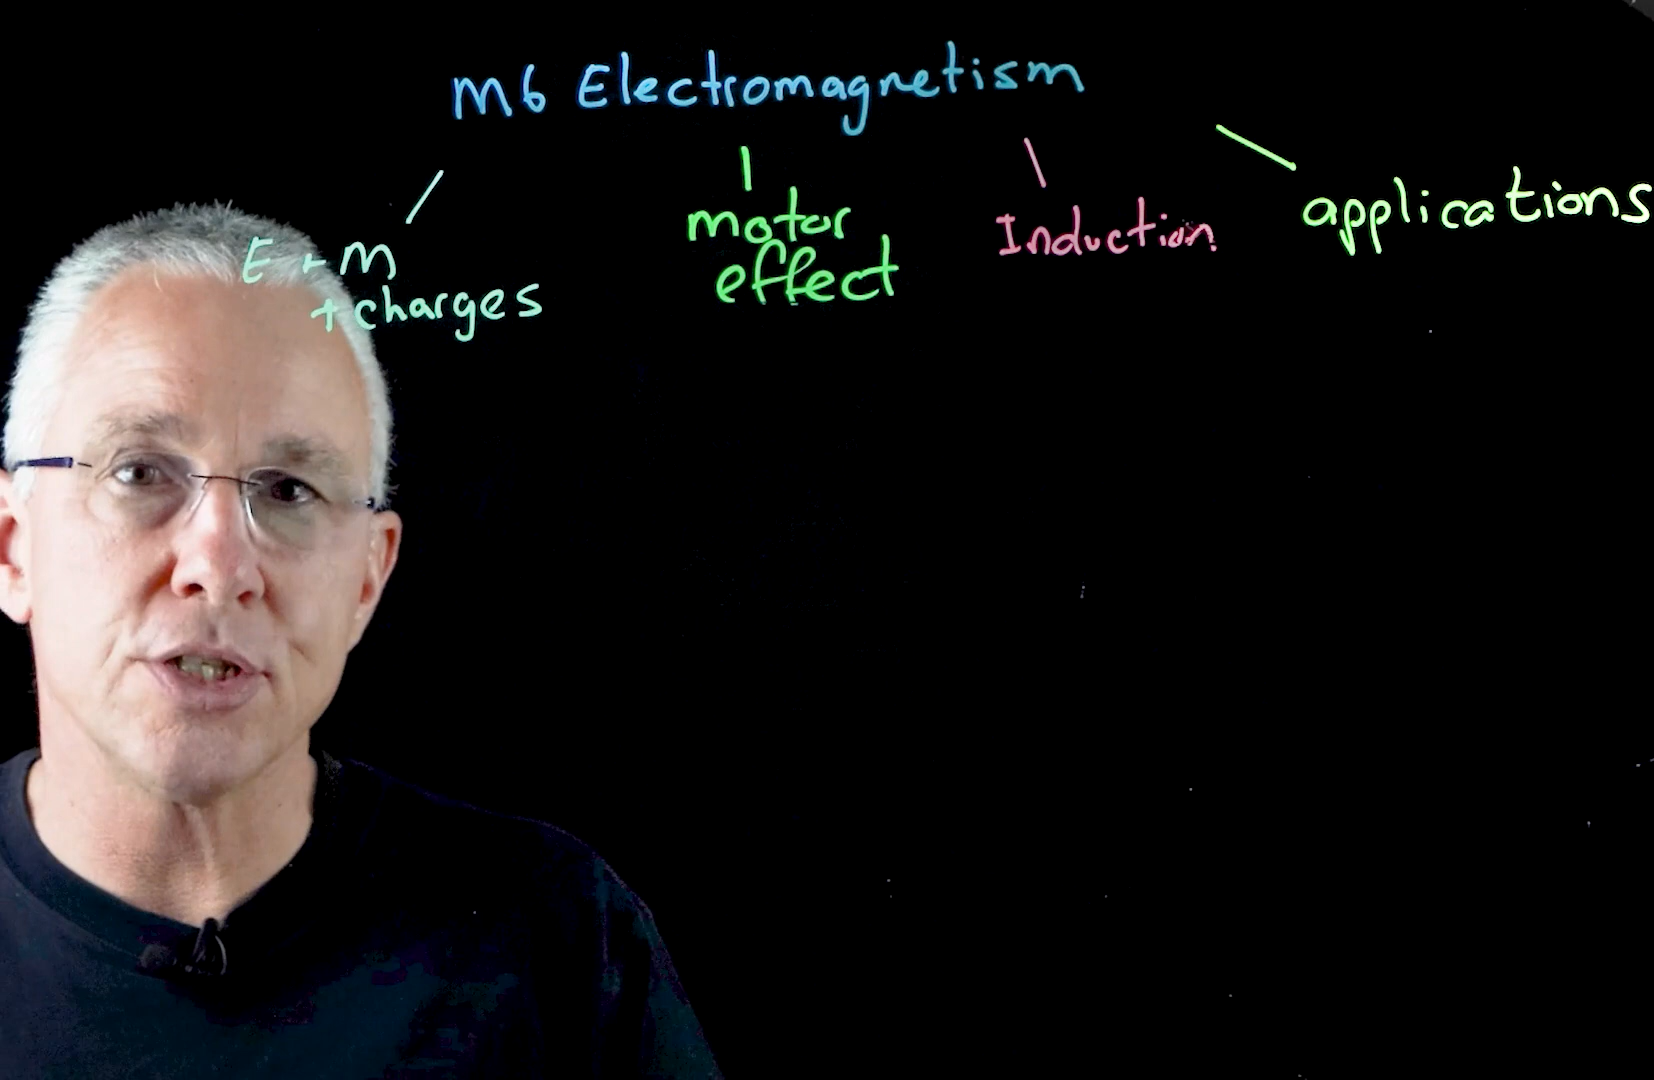 M6 Electromagnetism
E + M
+ charges
motor
effect
Induction
applications